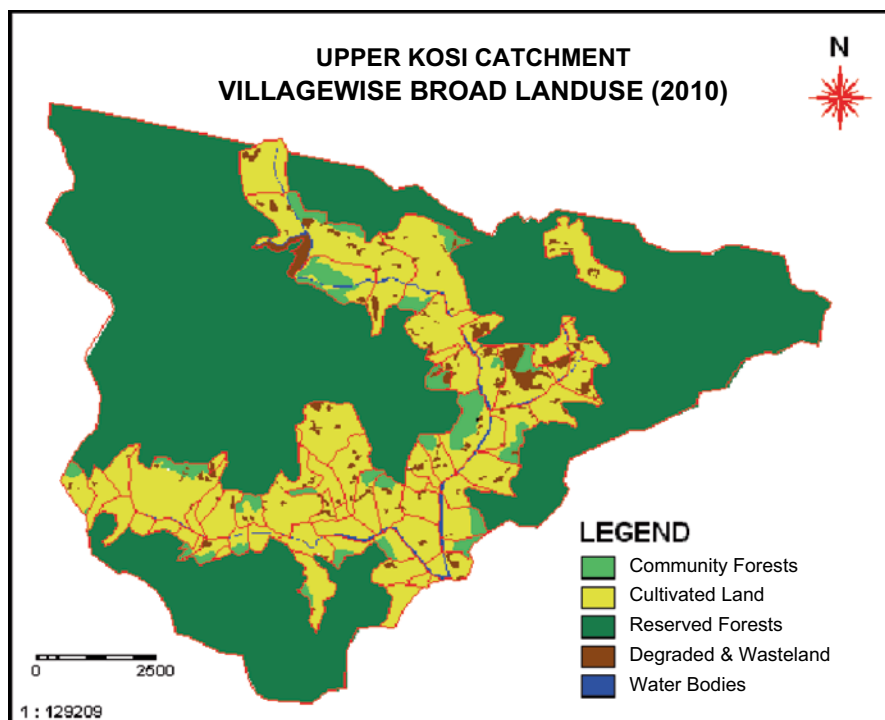 UPPER KOSI CATCHMENT
VILLAGEWISE BROAD LANDUSE (2010)
N
LEGEND
Community Forests
Cultivated Land
Reserved Forests
Degraded & Wasteland
Water Bodies
0 2500
1 : 129209